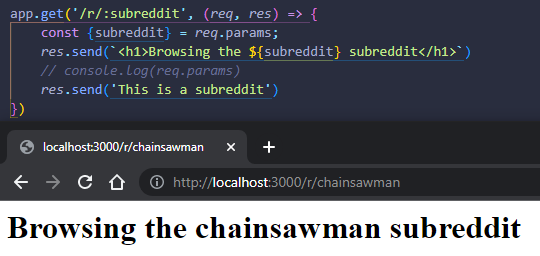 app.get('/r/:subreddit', (req, res) => {
const {subreddit} = req.params;
res.send(`<h1>Browsing the ${subreddit} subreddit</h1>`)
// console.log(req.params)
res.send('This is a subreddit')
})
localhost:3000/r/chainsawman
http://localhost:3000/r/chainsawman
Browsing the chainsawman subreddit